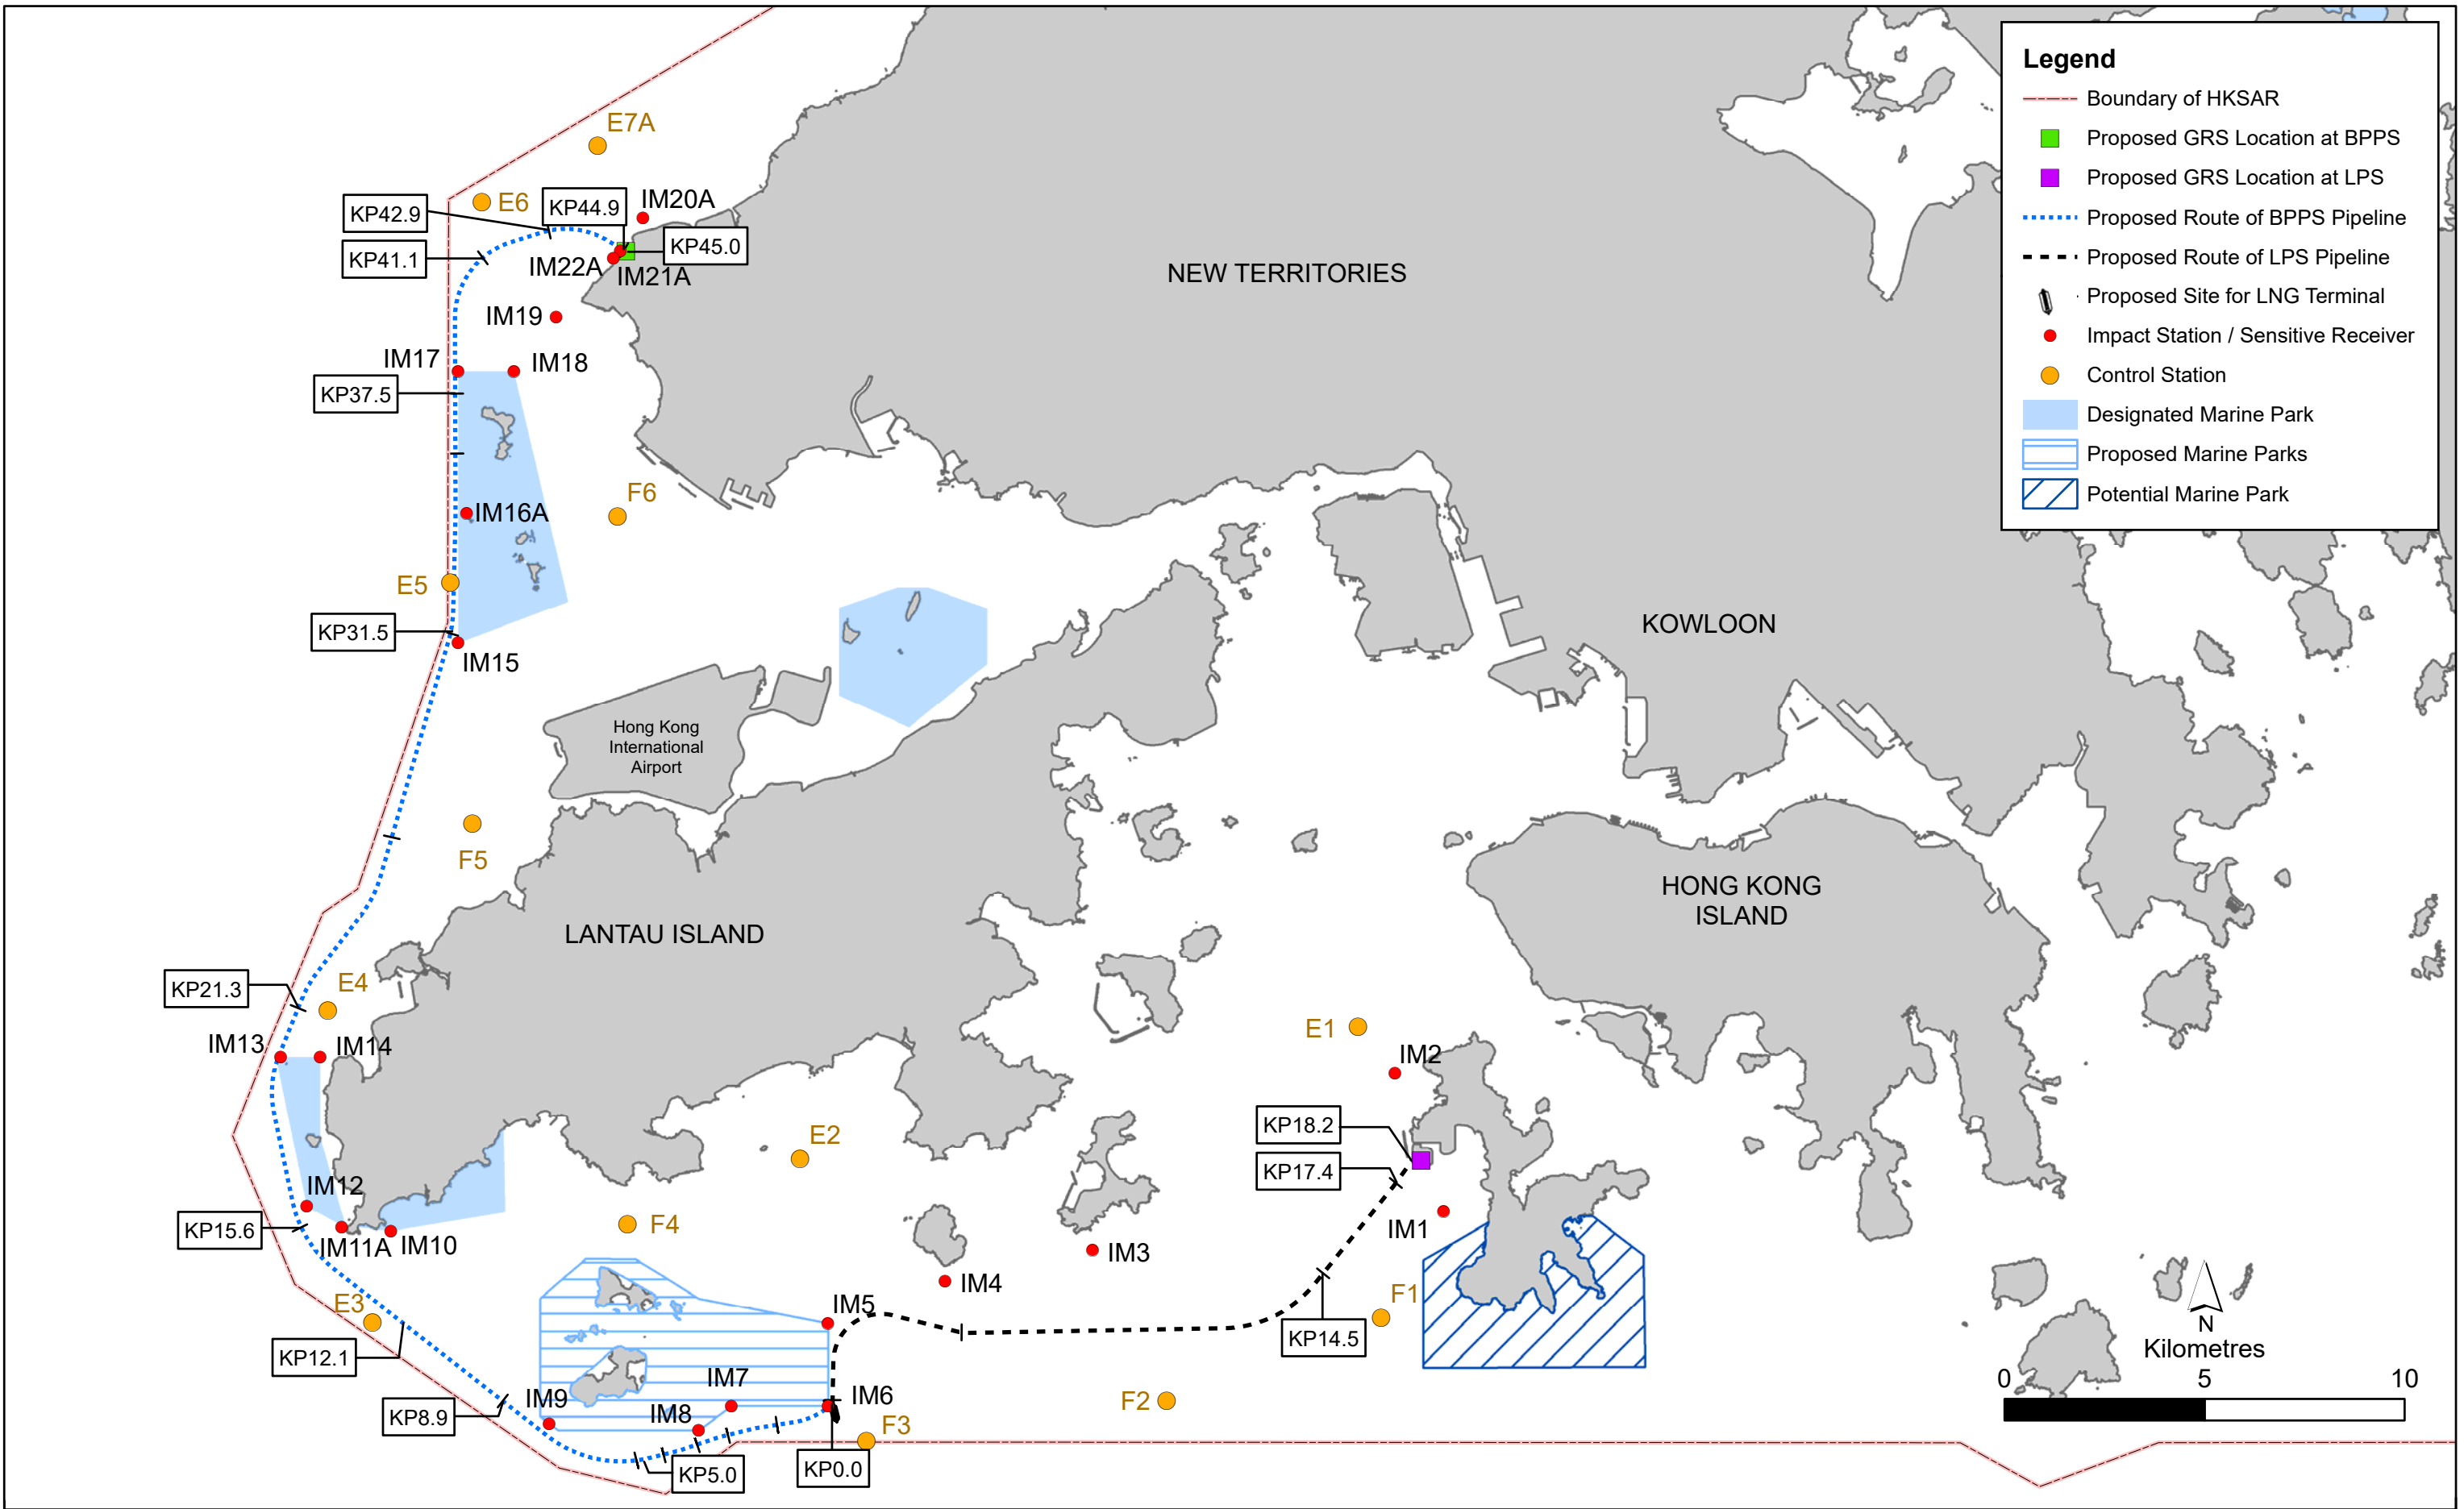 Legend
Boundary of HKSAR
Proposed GRS Location at BPPS
Proposed GRS Location at LPS
Proposed Route of BPPS Pipeline
Proposed Route of LPS Pipeline
Proposed Site for LNG Terminal
Impact Station / Sensitive Receiver
Control Station
Designated Marine Park
Proposed Marine Parks
Potential Marine Park
E7A
E6
KP42.9
KP44.9
IM20A
KP41.1
KP45.0
IM22A
IM21A
NEW TERRITORIES
IM19
IM17
IM18
KP37.5
F6
IM16A
E5
KP31.5
IM15
KOWLOON
Hong Kong
International
Airport
F5
HONG KONG
ISLAND
LANTAU ISLAND
KP21.3
E4
E1
IM13
IM14
IM2
KP18.2
E2
KP17.4
IM12
KP15.6
IM11A
IM10
F4
IM1
IM3
IM4
E3
IM5
F1
KP12.1
KP14.5
N
Kilometres
0
5
10
IM7
IM9
IM8
IM6
KP8.9
F2
F3
KP5.0
KP0.0